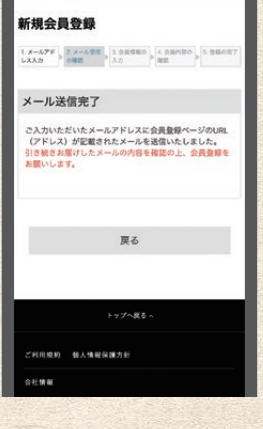 新規会員登録
1. メールアド
レス入力
2. メール受信
の確認
3. 会員情報の
入力
4. 会員内容の
確認
5. 登録の完了
メール送信完了
ご入力いただいたメールアドレスに会員登録ページのURL
（アドレス）が記載されたメールを送信いたしました。
引き続きお届けしたメールの内容を確認の上、会員登録を
お願いします。
戻る
トップへ戻る
ご利用規約 個人情報保護方針
会社情報